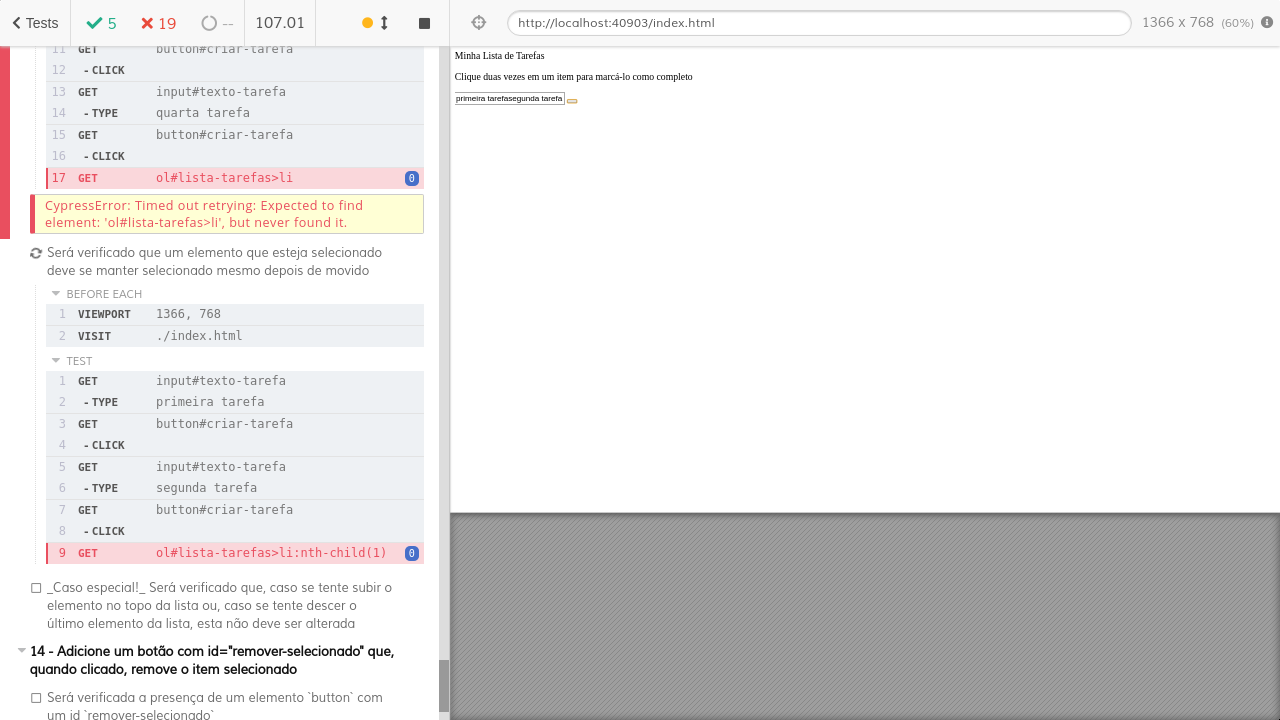 Tests
5
19
--
107.01
http://localhost:40903/index.html
1366 x 768 (60%)
11 GET button#criar-tarefa
12 -CLICK
13 GET input#texto-tarefa
14 -TYPE quarta tarefa
15 GET button#criar-tarefa
16 -CLICK
17 GET ol#lista-tarefas>li 0
CypressError: Timed out retrying: Expected to find
element: 'ol#lista-tarefas>li', but never found it.
Será verificado que um elemento que esteja selecionado
deve se manter selecionado mesmo depois de movido
BEFORE EACH
1 VIEWPORT 1366, 768
2 VISIT ./index.html
TEST
1 GET input#texto-tarefa
2 -TYPE primeira tarefa
3 GET button#criar-tarefa
4 -CLICK
5 GET input#texto-tarefa
6 -TYPE segunda tarefa
7 GET button#criar-tarefa
8 -CLICK
9 GET ol#lista-tarefas>li:nth-child(1) 0
_Caso especial!_ Será verificado que, caso se tente subir o
elemento no topo da lista ou, caso se tente descer o
último elemento da lista, esta não deve ser alterada
14 - Adicione um botão com id="remover-selecionado" que,
quando clicado, remove o item selecionado
Será verificada a presença de um elemento `button` com
um id `remover-selecionado`
Minha Lista de Tarefas
Clique duas vezes em um item para marcá-lo como completo
primeira tarefasegunda tarefa